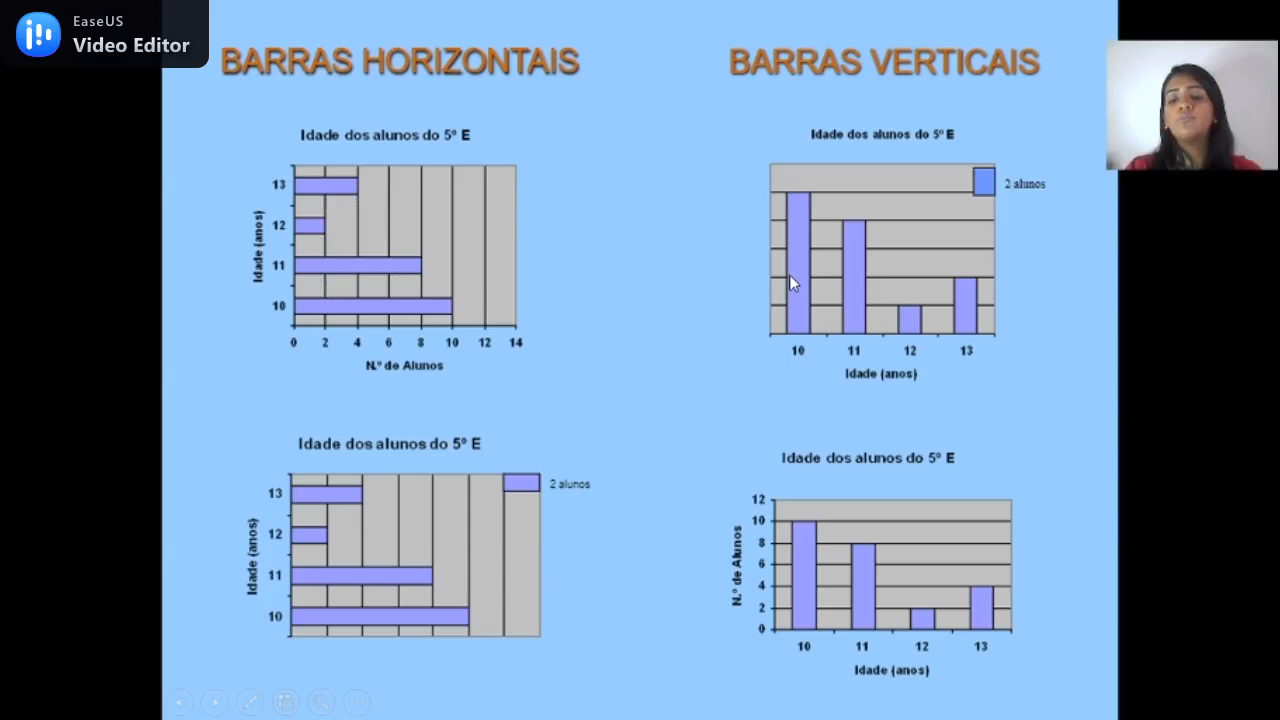 EaseUS
Video Editor
BARRAS HORIZONTAIS
BARRAS VERTICAIS
Idade dos alunos do 5º E
13
12
11
10
Idade (anos)
0 2 4 6 8 10 12 14
N.º de Alunos
Idade dos alunos do 5º E
2 alunos
10 11 12 13
Idade (anos)
Idade dos alunos do 5º E
2 alunos
13
12
11
10
Idade (anos)
Idade dos alunos do 5º E
12
10
8
6
4
2
0
N.º de Alunos
10 11 12 13
Idade (anos)